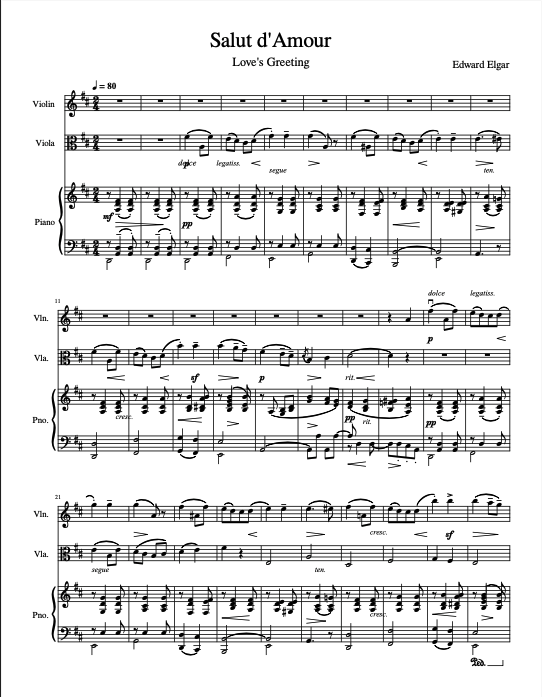 Salut d'Amour
Love's Greeting
Edward Elgar
♩ = 80
Violin
Viola
dolce
p
legatiss.
segue
ten.
Piano
mf
pp
11
dolce
legatiss.
Vln.
p
Vla.
sf
p
rit.
Pno.
cresc.
pp
rit.
pp
21
Vln.
cresc.
sf
Vla.
segue
ten.
Pno.
cresc.
Ped.